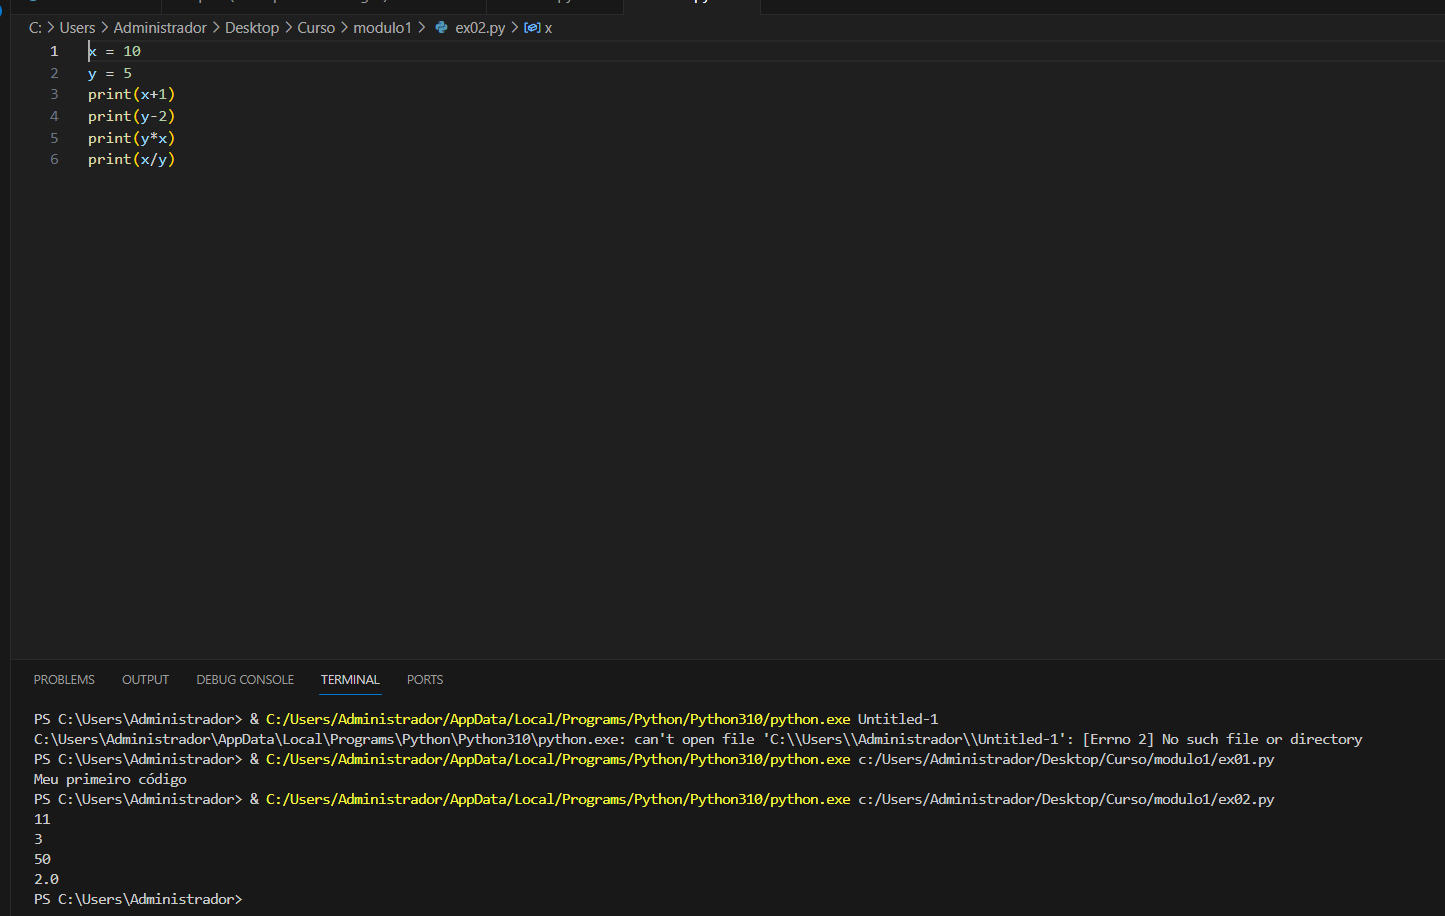 C: > Users > Administrador > Desktop > Curso > modulo1 > ex02.py > x
1 x = 10
2 y = 5
3 print(x+1)
4 print(y-2)
5 print(y*x)
6 print(x/y)
PROBLEMS OUTPUT DEBUG CONSOLE TERMINAL PORTS
PS C:\Users\Administrador> & C:/Users/Administrador/AppData/Local/Programs/Python/Python310/python.exe Untitled-1
C:\Users\Administrador\AppData\Local\Programs\Python\Python310\python.exe: can't open file 'C:\\Users\\Administrador\\Untitled-1': [Errno 2] No such file or directory
PS C:\Users\Administrador> & C:/Users/Administrador/AppData/Local/Programs/Python/Python310/python.exe c:/Users/Administrador/Desktop/Curso/modulo1/ex01.py
Meu primeiro código
PS C:\Users\Administrador> & C:/Users/Administrador/AppData/Local/Programs/Python/Python310/python.exe c:/Users/Administrador/Desktop/Curso/modulo1/ex02.py
11
3
50
2.0
PS C:\Users\Administrador>